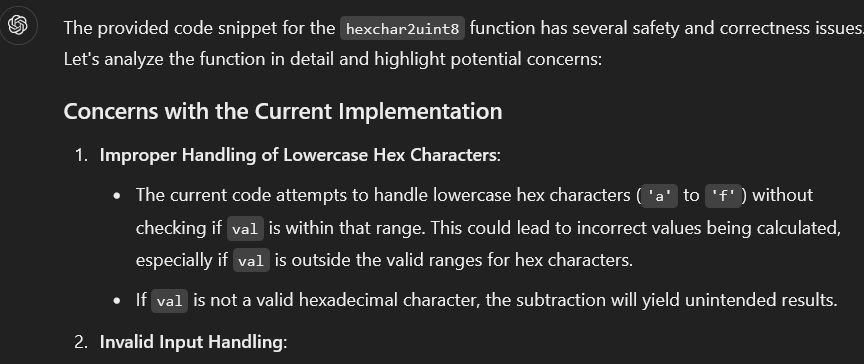 The provided code snippet for the hexchar2uint8 function has several safety and correctness issues.
Let's analyze the function in detail and highlight potential concerns:
Concerns with the Current Implementation
1. Improper Handling of Lowercase Hex Characters:
• The current code attempts to handle lowercase hex characters ('a' to 'f') without
checking if val is within that range. This could lead to incorrect values being calculated,
especially if val is outside the valid ranges for hex characters.
• If val is not a valid hexadecimal character, the subtraction will yield unintended results.
2. Invalid Input Handling: